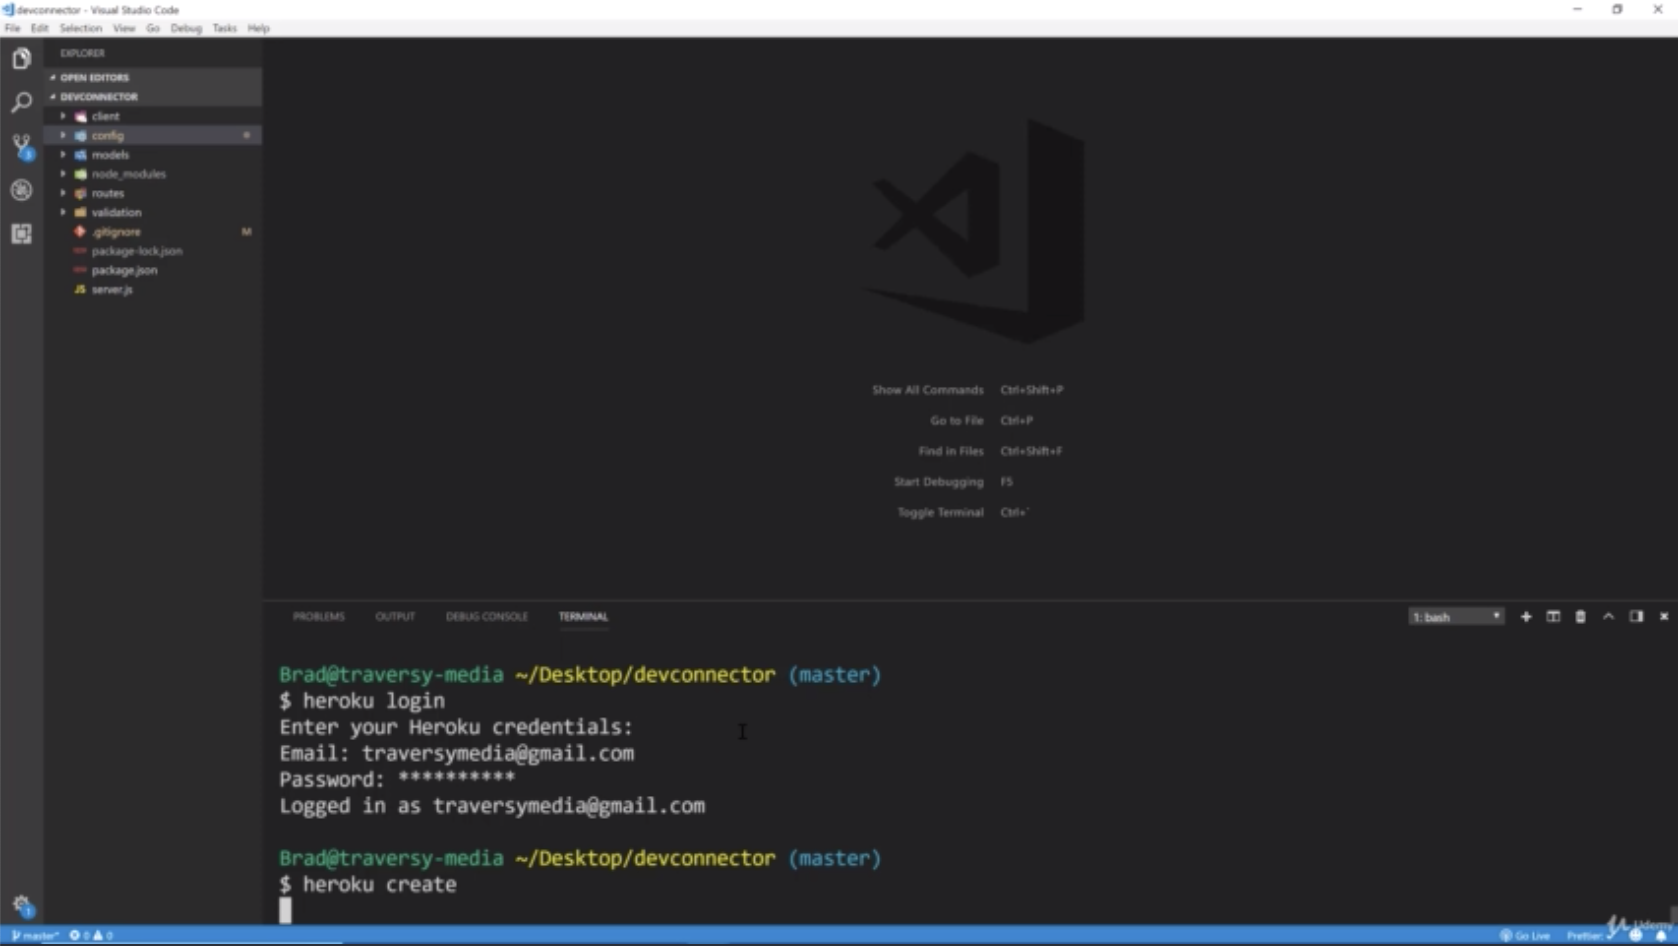 devconnector - Visual Studio Code
File Edit Selection View Go Debug Tasks Help
EXPLORER
OPEN EDITORS
DEVCONNECTOR
client
config
models
node_modules
routes
validation
.gitignore M
package-lock.json
package.json
JS server.js
Show All Commands Ctrl+Shift+P
Go to File Ctrl+P
Find in Files Ctrl+Shift+F
Start Debugging F5
Toggle Terminal Ctrl+`
PROBLEMS OUTPUT DEBUG CONSOLE TERMINAL 1: bash
Brad@traversy-media ~/Desktop/devconnector (master)
$ heroku login
Enter your Heroku credentials:
Email: traversymedia@gmail.com
Password: **********
Logged in as traversymedia@gmail.com
Brad@traversy-media ~/Desktop/devconnector (master)
$ heroku create
1
master* 0 0 Go Live Prettier:
Udemy